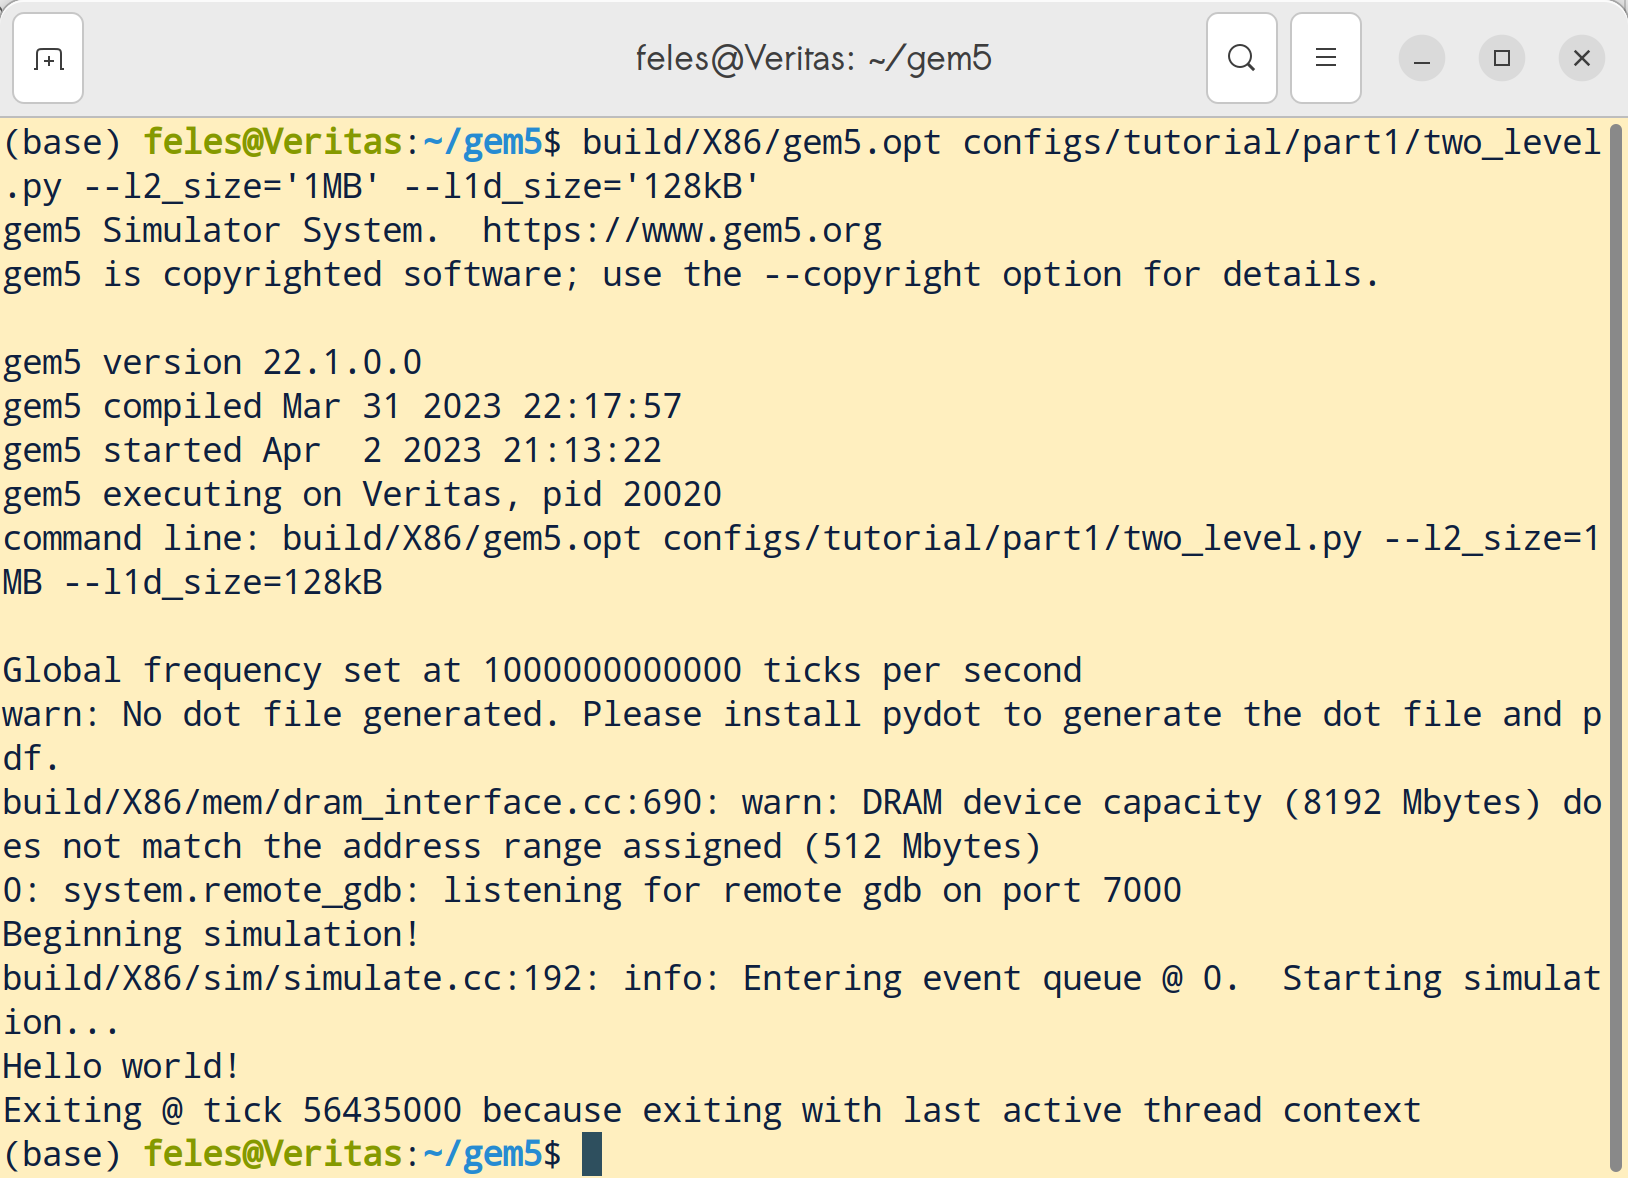 feles@Veritas: ~/gem5
(base) feles@Veritas:~/gem5$ build/X86/gem5.opt configs/tutorial/part1/two_level
.py --l2_size='1MB' --l1d_size='128kB'
gem5 Simulator System.  https://www.gem5.org
gem5 is copyrighted software; use the --copyright option for details.

gem5 version 22.1.0.0
gem5 compiled Mar 31 2023 22:17:57
gem5 started Apr  2 2023 21:13:22
gem5 executing on Veritas, pid 20020
command line: build/X86/gem5.opt configs/tutorial/part1/two_level.py --l2_size=1
MB --l1d_size=128kB

Global frequency set at 1000000000000 ticks per second
warn: No dot file generated. Please install pydot to generate the dot file and p
df.
build/X86/mem/dram_interface.cc:690: warn: DRAM device capacity (8192 Mbytes) do
es not match the address range assigned (512 Mbytes)
0: system.remote_gdb: listening for remote gdb on port 7000
Beginning simulation!
build/X86/sim/simulate.cc:192: info: Entering event queue @ 0.  Starting simulat
ion...
Hello world!
Exiting @ tick 56435000 because exiting with last active thread context
(base) feles@Veritas:~/gem5$